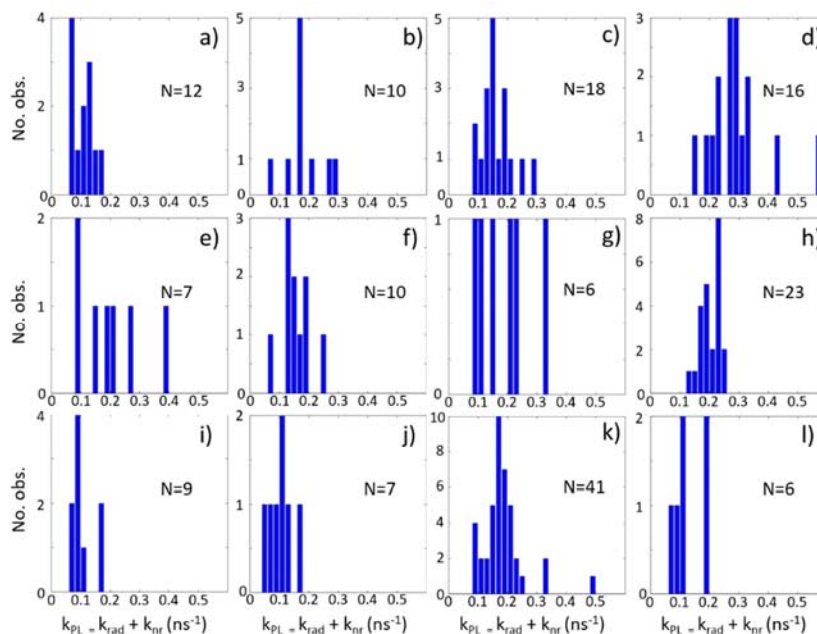 4 5 5 3
a) b) c) d)
N=12 N=10 N=18 N=16
3 3 2
2
1 1 1
0 0
No. obs.
0 0.1 0.2 0.3 0.4 0.5 0 0.1 0.2 0.3 0.4 0.5 0 0.1 0.2 0.3 0.4 0.5 0 0.1 0.2 0.3 0.4 0.5
2 3 1 8
e) f) g) h)
N=7 N=10 N=6 N=23
6
2
1 4
1 2
0 0 0 0
No. obs.
0 0.1 0.2 0.3 0.4 0.5 0 0.1 0.2 0.3 0.4 0.5 0 0.1 0.2 0.3 0.4 0.5 0 0.1 0.2 0.3 0.4 0.5
4 2 10 2
i) j) k) l)
N=9 N=7 N=41 N=6
8
6
2 1 1
4
2
0 0 0 0
No. obs.
0 0.1 0.2 0.3 0.4 0.5 0 0.1 0.2 0.3 0.4 0.5 0 0.1 0.2 0.3 0.4 0.5 0 0.1 0.2 0.3 0.4 0.5
kPL = krad + knr (ns-1) kPL = krad + knr (ns-1) kPL = krad + knr (ns-1) kPL = krad + knr (ns-1)